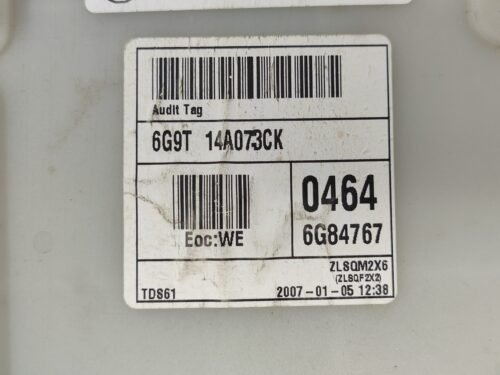 Audit Tag
6G9T 14A073CK
0464
Eoc:WE
6G84767
ZLSQM2X6
(ZLSQF2X2)
TDS61 2007-01-05 12:38